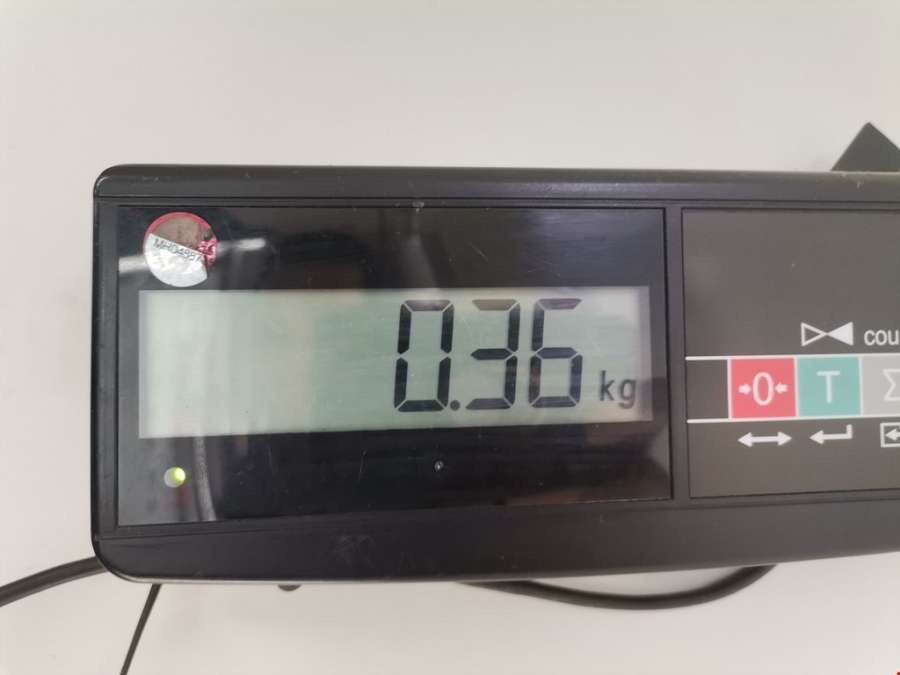 0.36 kg
cou
→0← T Σ